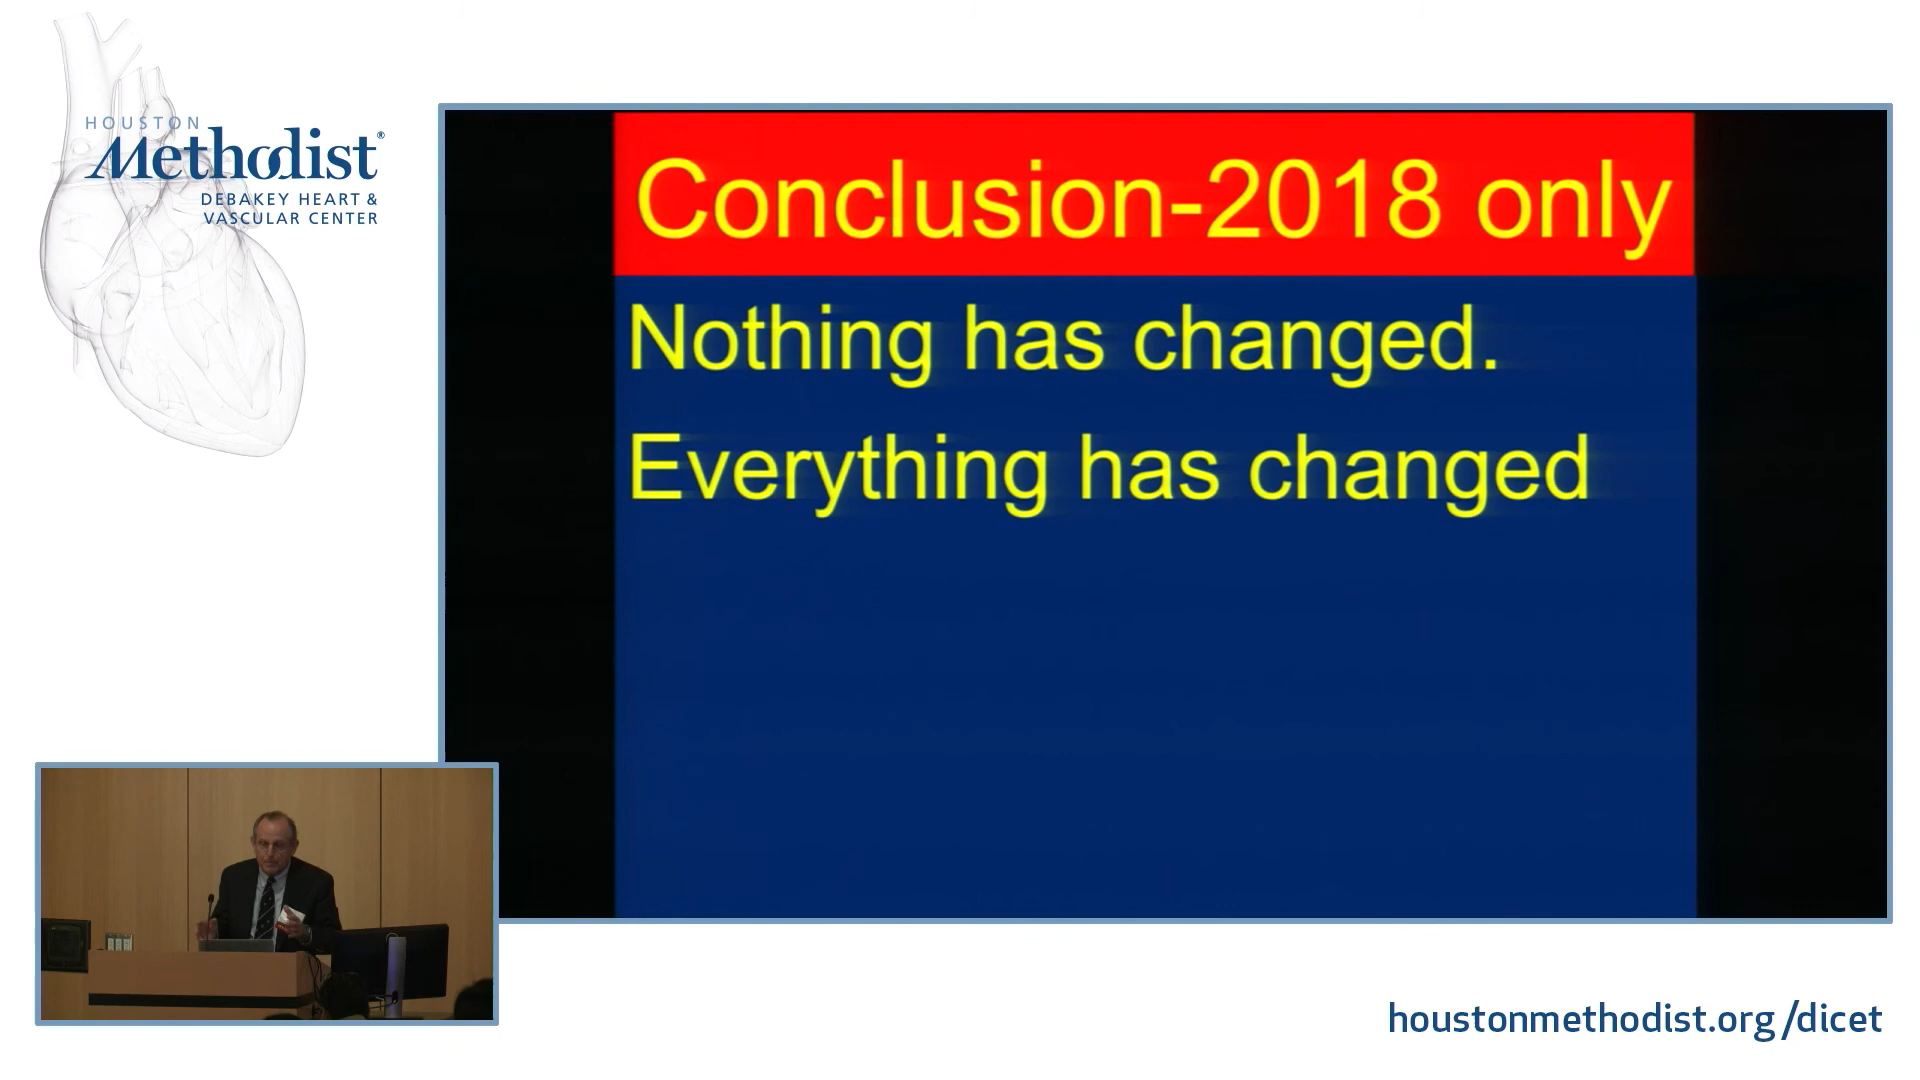 HOUSTON
Methodist®
DEBAKEY HEART &
VASCULAR CENTER
Conclusion-2018 only
Nothing has changed.
Everything has changed
houstonmethodist.org/dicet